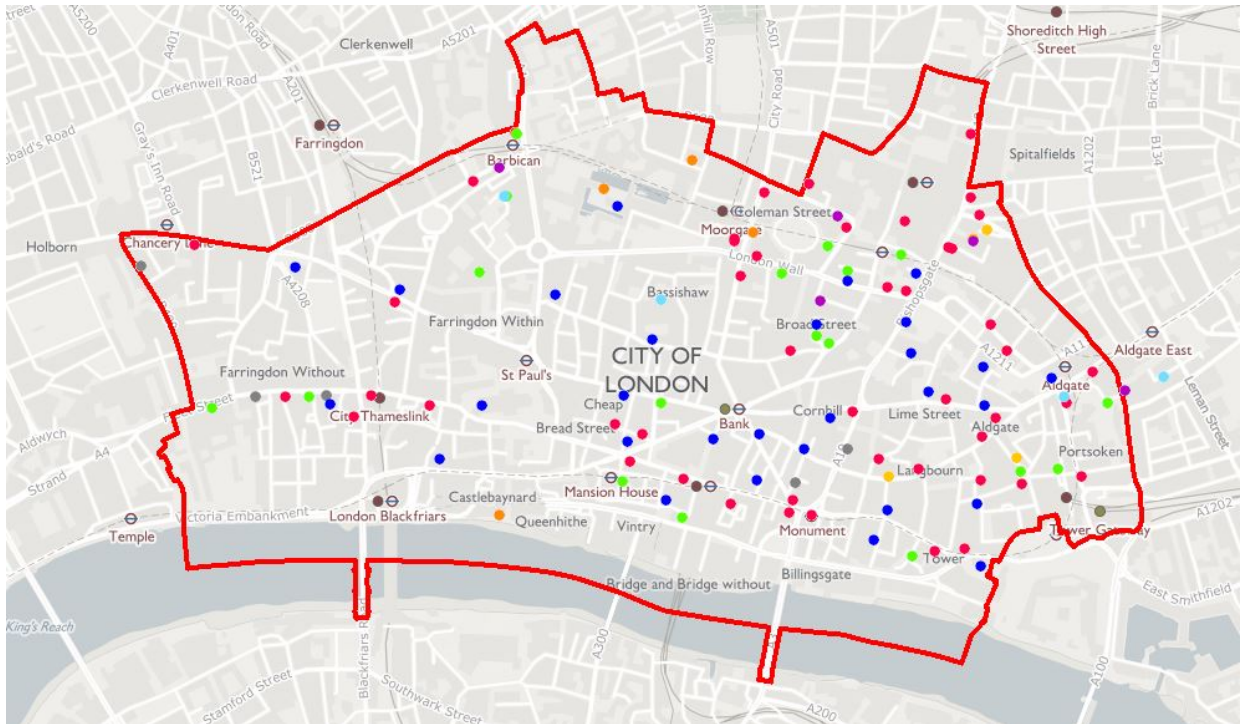 A5200
A401
Clerkenwell
A5201
A501
Shoreditch High
Street
Clerkenwell Road
A201
City Road
Brick Lane
A1202
Gray's Inn Road
Farringdon
B521
Barbican
Spitalfields
B134
Moorgate
Coleman Street
Holborn
Chancery Lane
London Wall
A4208
Bassishaw
Bishopsgate
Farringdon Within
Broad Street
CITY OF
LONDON
A1211
A11
Aldgate East
St Paul's
Aldgate
Farringdon Without
Leman Street
City Thameslink
Cheap
Bank
Cornhill
Lime Street
Street
Bread Street
Aldgate
Aldwych
A4
Portsoken
Strand
Langbourn
Mansion House
Castlebaynard
A1202
Victoria Embankment
London Blackfriars
Queenhithe
Vintry
Monument
Temple
Tower Gateway
Tower
Billingsgate
Bridge and Bridge without
East Smithfield
King's Reach
Blackfriars Road
A300
A100
Stamford Street
Southwark Street
A200